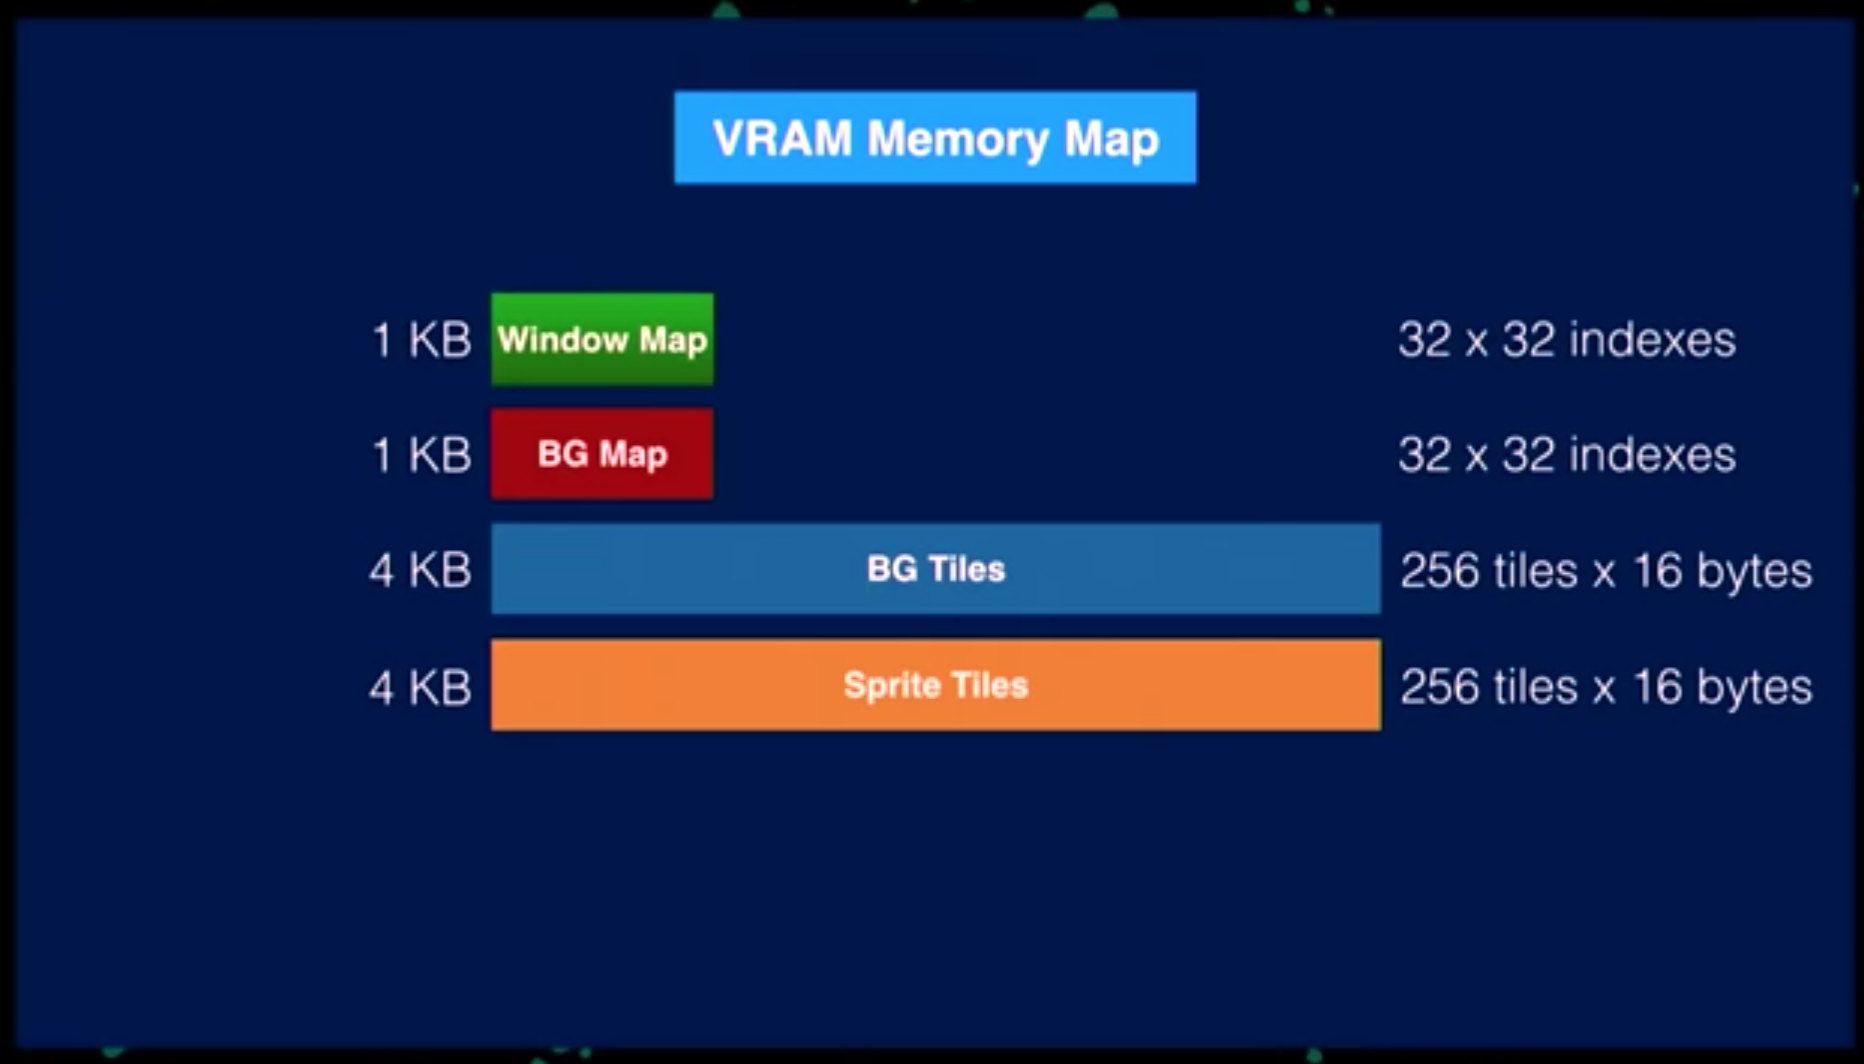 VRAM Memory Map
1 KB Window Map 32 x 32 indexes
1 KB BG Map 32 x 32 indexes
4 KB BG Tiles 256 tiles x 16 bytes
4 KB Sprite Tiles 256 tiles x 16 bytes